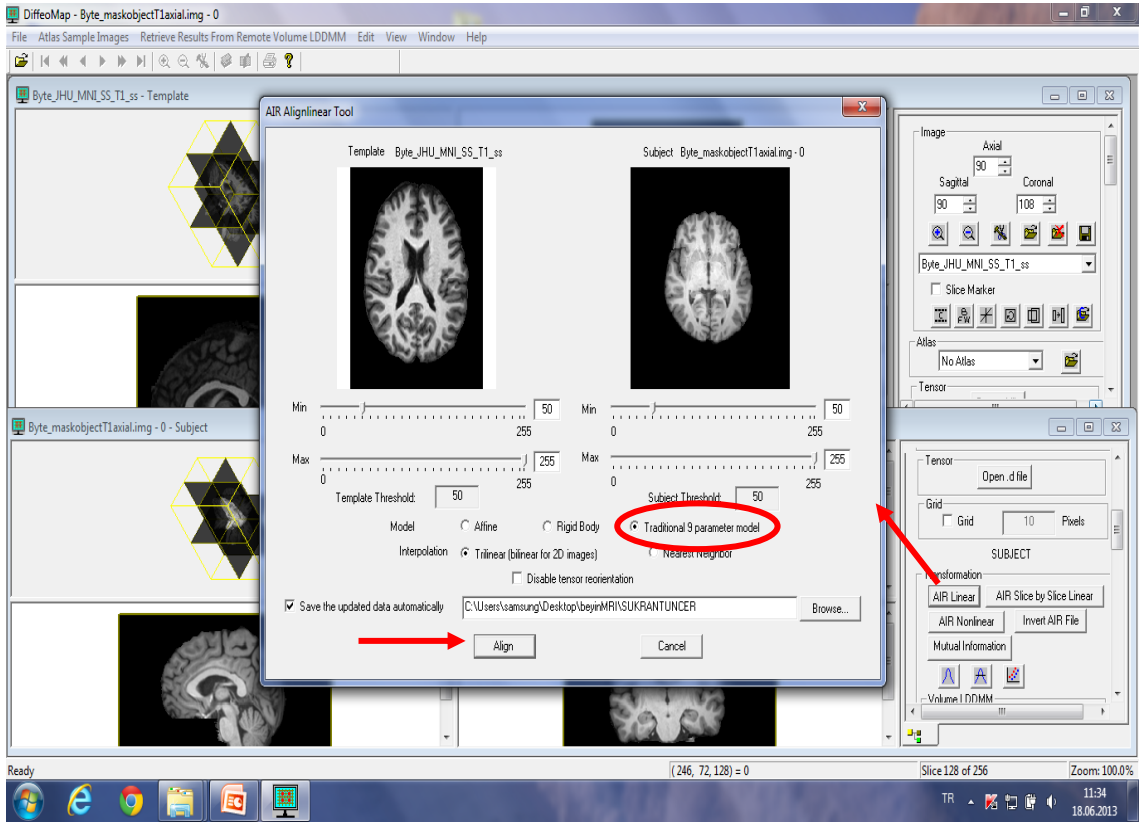 DiffeoMap - Byte_maskobjectT1axial.img - 0
File Atlas Sample Images Retrieve Results From Remote Volume LDDMM Edit View Window Help
Byte_JHU_MNI_SS_T1_ss - Template
AIR Alignlinear Tool
Template Byte_JHU_MNI_SS_T1_ss
Subject Byte_maskobjectT1axial.img - 0
Min 50
0 255
Min 50
0 255
Max 255
0 255
Max 255
0 255
Template Threshold: 50
Subject Threshold: 50
Model Affine Rigid Body Traditional 9 parameter model
Interpolation Trilinear (bilinear for 2D images) Nearest Neighbor
Disable tensor reorientation
Save the updated data automatically C:\Users\samsung\Desktop\beyinMRI\SUKRANTUNCER Browse...
Align Cancel
Image
Axial
90
Sagittal Coronal
90 108
Byte_JHU_MNI_SS_T1_ss
Slice Marker
Atlas
No Atlas
Tensor
Byte_maskobjectT1axial.img - 0 - Subject
Tensor
Open .d file
Grid
Grid 10 Pixels
SUBJECT
Transformation
AIR Linear AIR Slice by Slice Linear
AIR Nonlinear Invert AIR File
Mutual Information
Volume LDDMM
Ready (246, 72, 128) = 0 Slice 128 of 256 Zoom: 100.0%
TR 11:34
18.06.2013